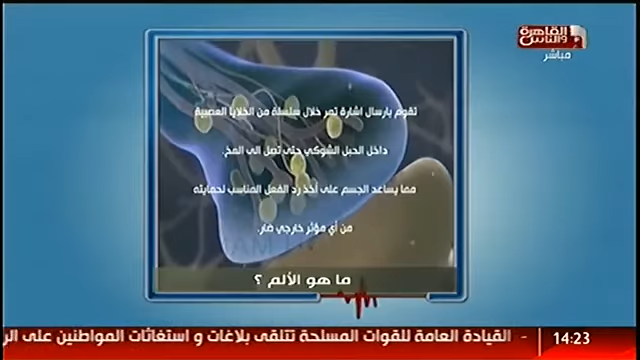 القاهرة
والناس
مباشر
تقوم بارسال اشارة تمر خلال سلسلة من الخلايا العصبية
داخل الحبل الشوكي حتى تصل الى المخ.
مما يساعد الجسم على أخذ رد الفعل المناسب لحمايته
من أي مؤثر خارجي ضار.
ما هو الألم ؟
القيادة العامة للقوات المسلحة تتلقى بلاغات و استغاثات المواطنين على الر
14:23